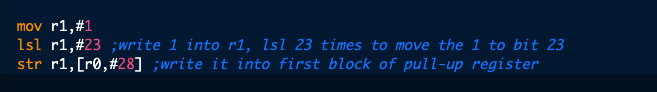 mov r1,#1
lsl r1,#23 ;write 1 into r1, lsl 23 times to move the 1 to bit 23
str r1,[r0,#28] ;write it into first block of pull-up register